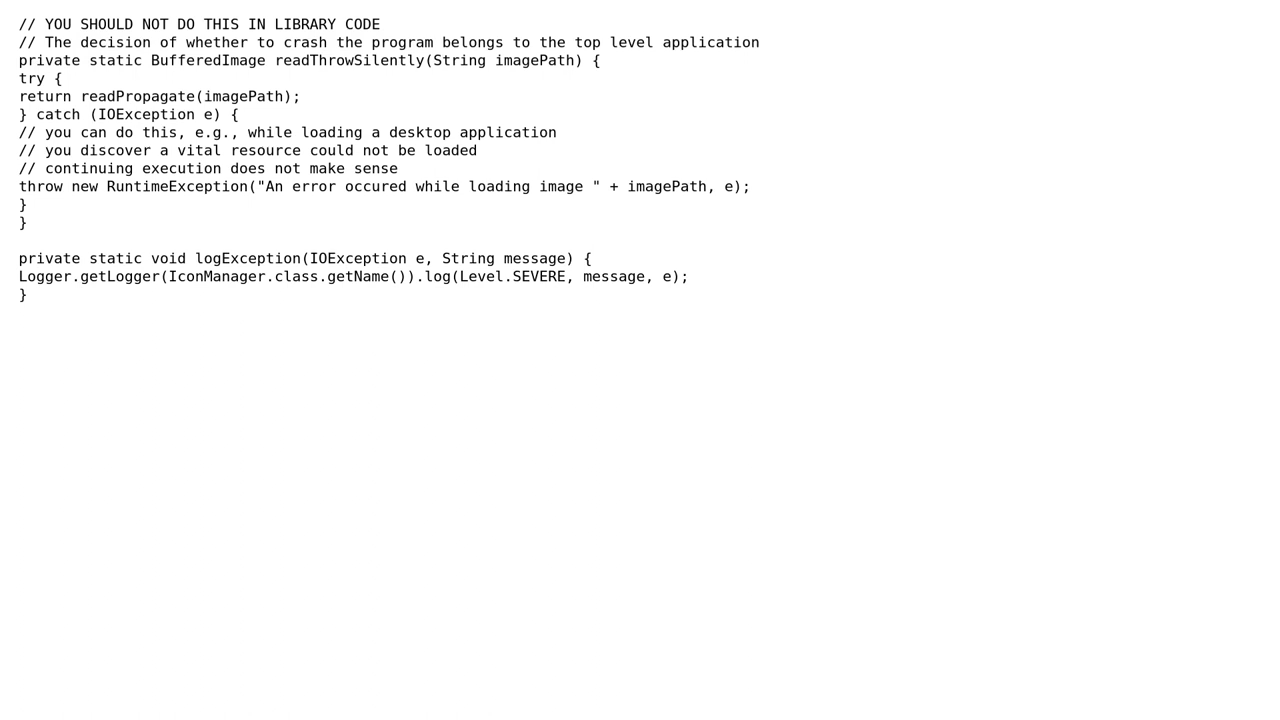 // YOU SHOULD NOT DO THIS IN LIBRARY CODE
// The decision of whether to crash the program belongs to the top level application
private static BufferedImage readThrowSilently(String imagePath) {
try {
return readPropagate(imagePath);
} catch (IOException e) {
// you can do this, e.g., while loading a desktop application
// you discover a vital resource could not be loaded
// continuing execution does not make sense
throw new RuntimeException("An error occured while loading image " + imagePath, e);
}
}

private static void logException(IOException e, String message) {
Logger.getLogger(IconManager.class.getName()).log(Level.SEVERE, message, e);
}